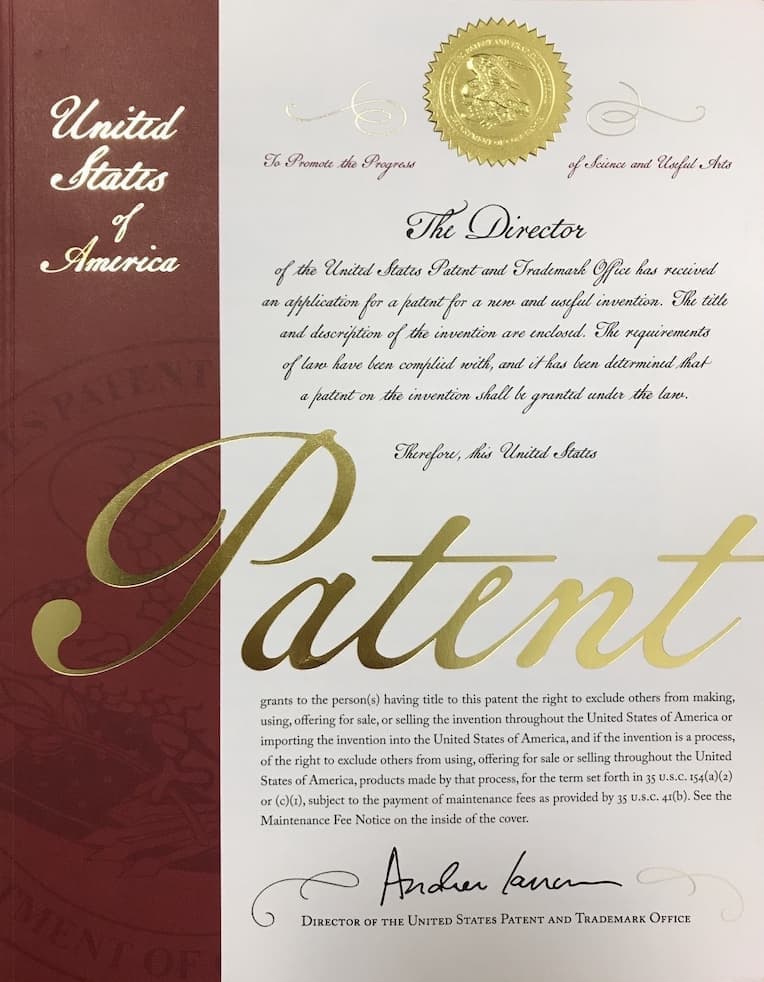 United
States
of
America
To Promote the Progress
of Science and Useful Arts
The Director
of the United States Patent and Trademark Office has received
an application for a patent for a new and useful invention. The title
and description of the invention are enclosed. The requirements
of law have been complied with, and it has been determined that
a patent on the invention shall be granted under the law.
Therefore, this United States
Patent
grants to the person(s) having title to this patent the right to exclude others from making,
using, offering for sale, or selling the invention throughout the United States of America or
importing the invention into the United States of America, and if the invention is a process,
of the right to exclude others from using, offering for sale or selling throughout the United
States of America, products made by that process, for the term set forth in 35 U.S.C. 154(a)(2)
or (c)(1), subject to the payment of maintenance fees as provided by 35 U.S.C. 41(b). See the
Maintenance Fee Notice on the inside of the cover.
Director of the United States Patent and Trademark Office